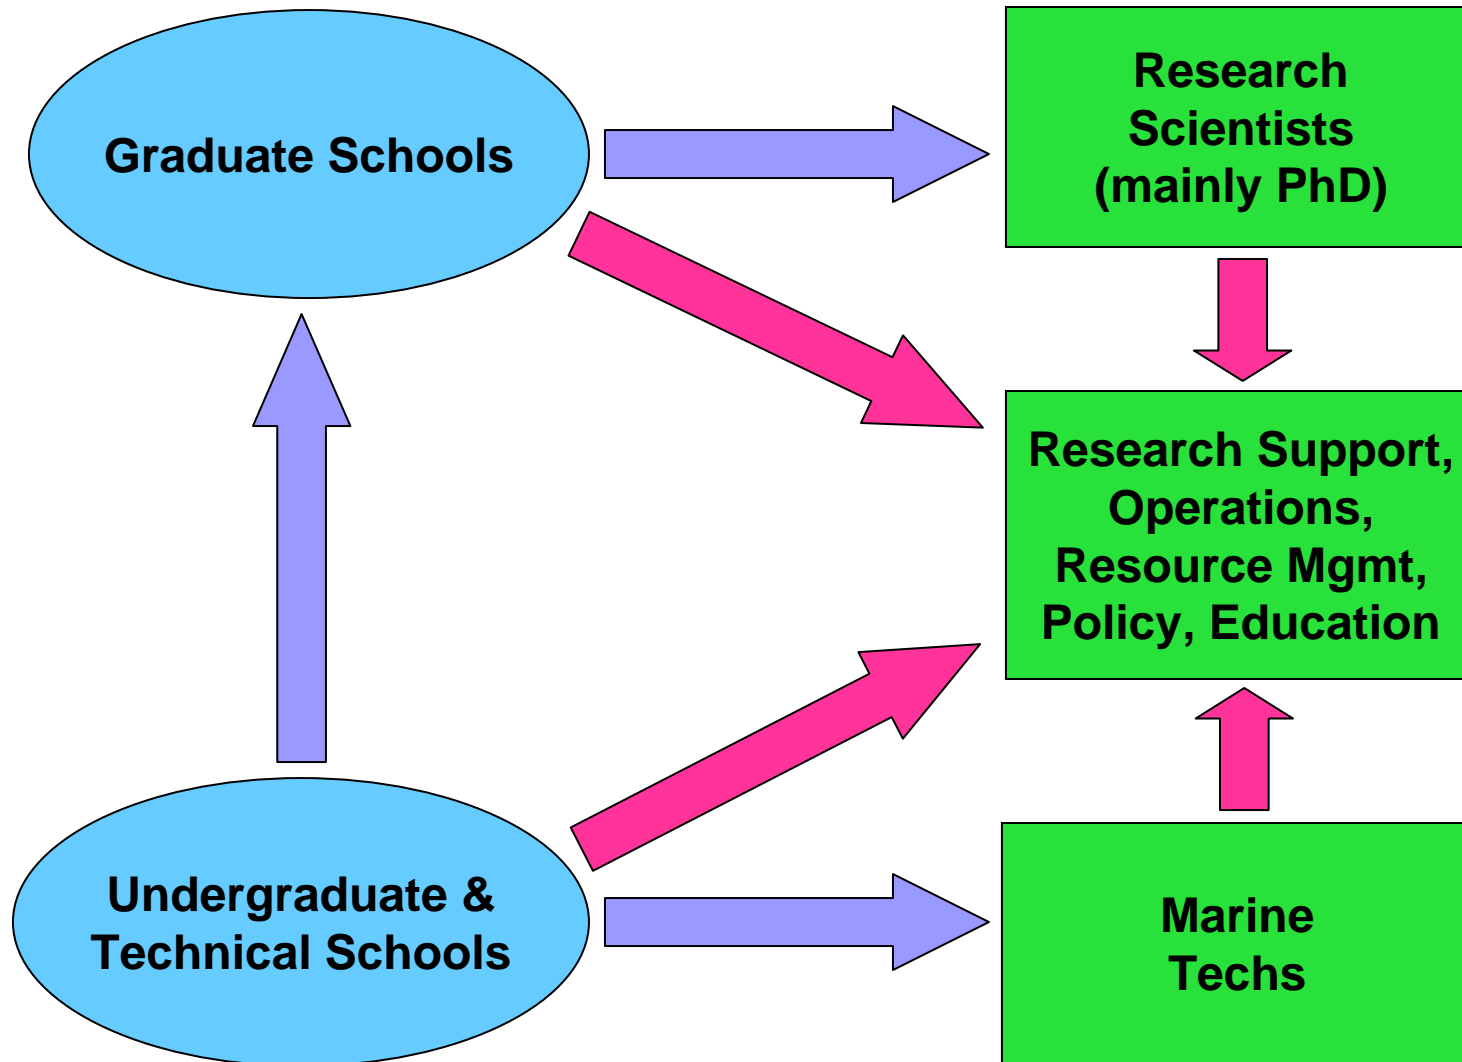 Graduate Schools
Research
Scientists
(mainly PhD)
Research Support,
Operations,
Resource Mgmt,
Policy, Education
Undergraduate &
Technical Schools
Marine
Techs